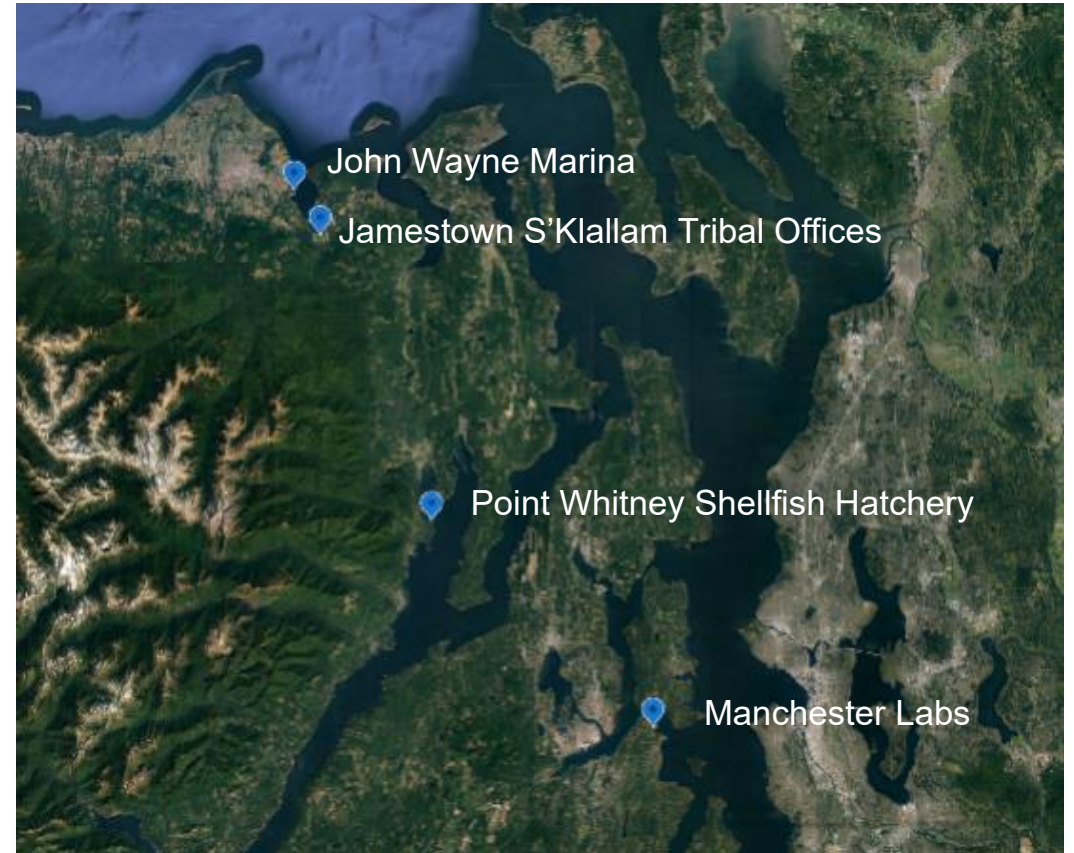 John Wayne Marina
Jamestown S’Klallam Tribal Offices
Point Whitney Shellfish Hatchery
Manchester Labs